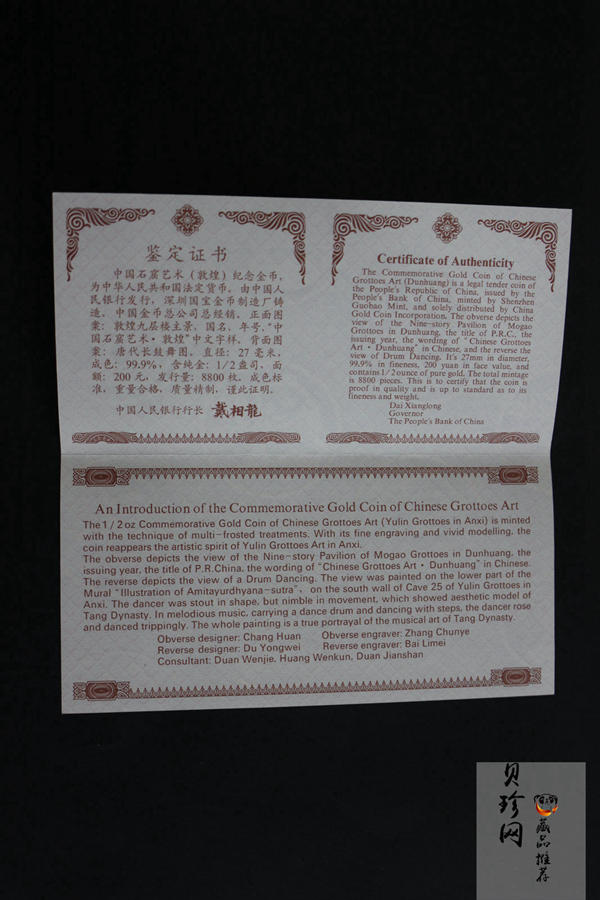 鉴定证书
中国石窟艺术（敦煌）纪念金币，
为中华人民共和国法定货币。由中国人
民银行发行，深圳国宝金币制造厂铸
造，中国金币总公司总经销。正面图
案：敦煌九层楼主景，国名，年号，“中
国石窟艺术·敦煌”中文字样，背面图
案：唐代长鼓舞图。直径：27毫米，
成色：99.9%，含纯金：1/2盎司，面
额：200元，发行量：8800枚。成色标
准，重量合格，质量精制，谨此证明。
中国人民银行行长 戴相龍
Certificate of Authenticity
The Commemorative Gold Coin of Chinese
Grottoes Art (Dunhuang) is a legal tender coin of
the People's Republic of China, issued by the
People's Bank of China, minted by Shenzhen
Guobao Mint, and solely distributed by China
Gold Coin Incorporation. The obverse depicts the
view of the Nine-story Pavilion of Mogao
Grottoes in Dunhuang, the title of P.R.C., the
issuing year, the wording of "Chinese Grottoes
Art · Dunhuang" in Chinese, and the reverse the
view of Drum Dancing. It's 27mm in diameter,
99.9% in fineness, 200 yuan in face value, and
contains 1/2 ounce of pure gold. The total mintage
is 8800 pieces. This is to certify that the coin is
proof in quality and is up to standard as to its
fineness and weight.
Dai Xianglong
Governor
The People's Bank of China
An Introduction of the Commemorative Gold Coin of Chinese Grottoes Art
The 1/2 oz Commemorative Gold Coin of Chinese Grottoes Art (Yulin Grottoes in Anxi) is minted
with the technique of multi-frosted treatments. With its fine engraving and vivid modelling, the
coin reappears the artistic spirit of Yulin Grottoes Art in Anxi.
The obverse depicts the view of the Nine-story Pavilion of Mogao Grottoes in Dunhuang, the
issuing year, the title of P.R.China, the wording of "Chinese Grottoes Art · Dunhuang" in Chinese.
The reverse depicts the view of a Drum Dancing. The view was painted on the lower part of the
Mural "Illustration of Amitayurdhyana-sutra", on the south wall of Cave 25 of Yulin Grottoes in
Anxi. The dancer was stout in shape, but nimble in movement, which showed aesthetic model of
Tang Dynasty. In melodious music, carrying a dance drum and dancing with steps, the dancer rose
and danced trippingly. The whole painting is a true portrayal of the musical art of Tang Dynasty.
Obverse designer: Chang Huan Obverse engraver: Zhang Chunye
Reverse designer: Du Yongwei Reverse engraver: Bai Limei
Consultant: Duan Wenjie, Huang Wenkun, Duan Jianshan
贝珍网
藏品推荐